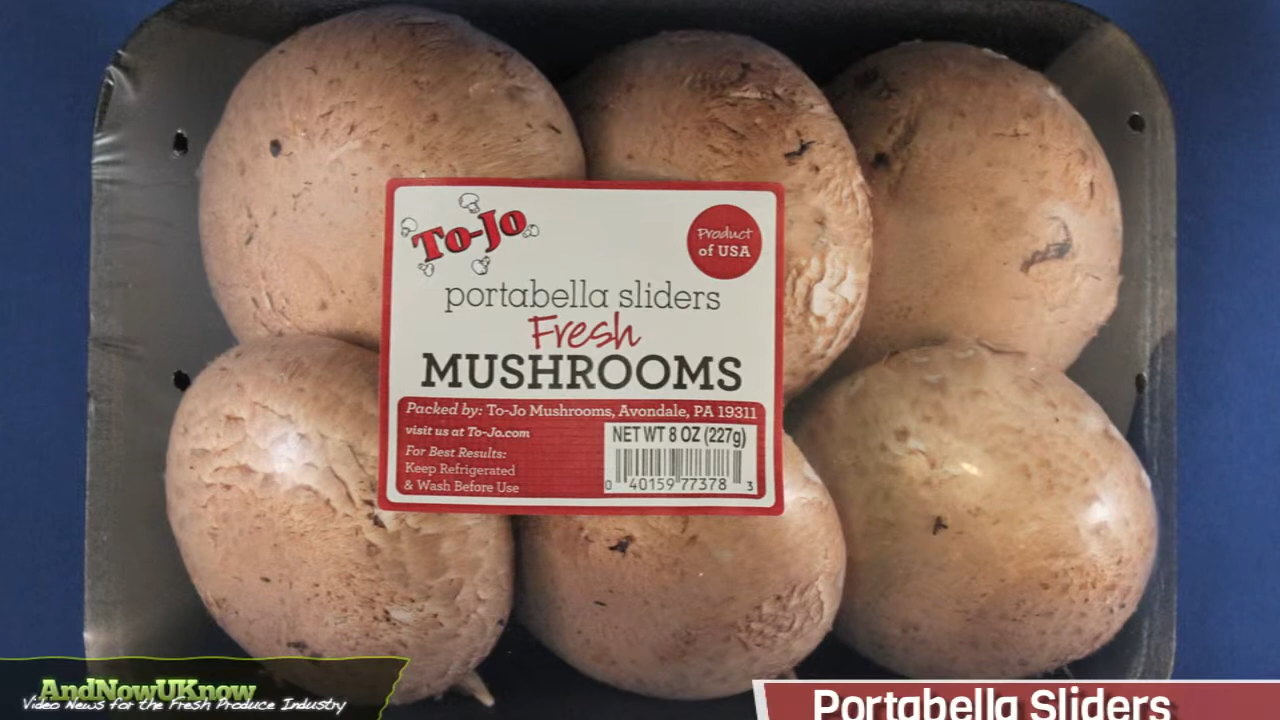 To-Jo
Product
of USA
portabella sliders
Fresh
MUSHROOMS
Packed by: To-Jo Mushrooms, Avondale, PA 19311
visit us at To-Jo.com
For Best Results:
Keep Refrigerated
& Wash Before Use
NET WT 8 OZ (227g)
0 40159 77378 3
AndNowUKnow
Video News for the Fresh Produce Industry
Portabella Sliders